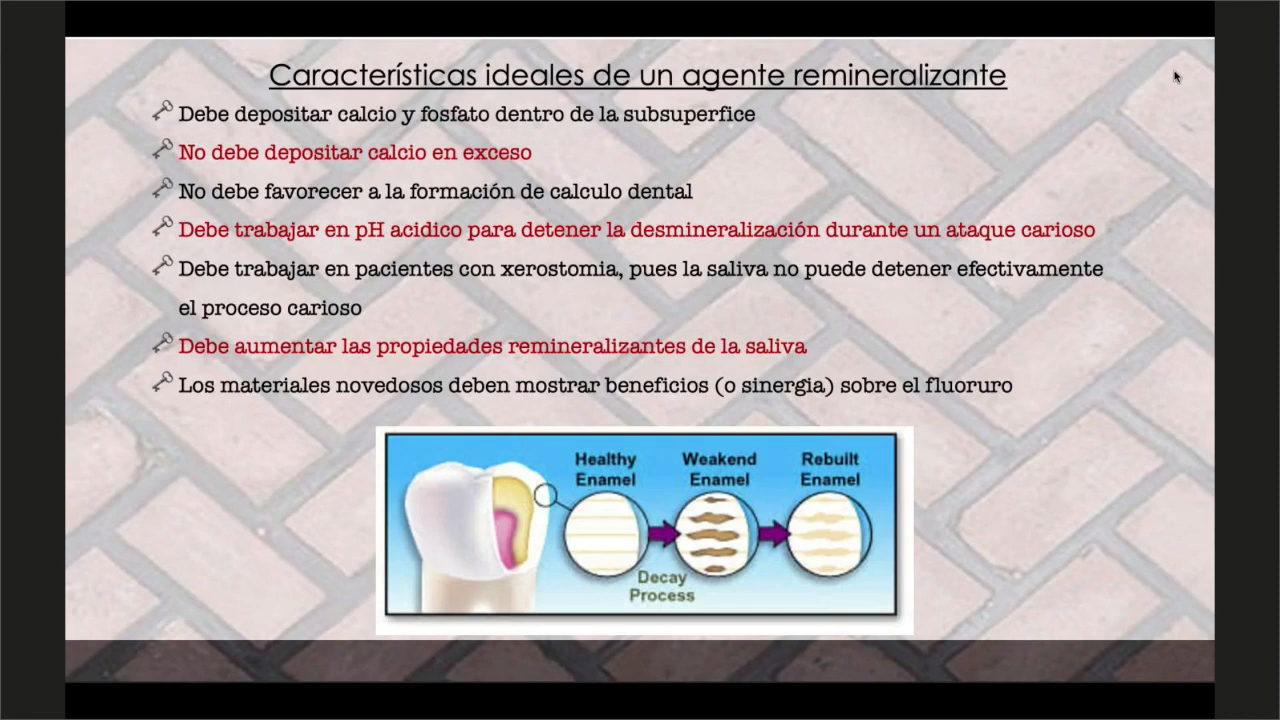 Características ideales de un agente remineralizante
Debe depositar calcio y fosfato dentro de la subsuperfice
No debe depositar calcio en exceso
No debe favorecer a la formación de calculo dental
Debe trabajar en pH acidico para detener la desmineralización durante un ataque carioso
Debe trabajar en pacientes con xerostomia, pues la saliva no puede detener efectivamente
el proceso carioso
Debe aumentar las propiedades remineralizantes de la saliva
Los materiales novedosos deben mostrar beneficios (o sinergia) sobre el fluoruro
Healthy Enamel
Weakend Enamel
Rebuilt Enamel
Decay Process